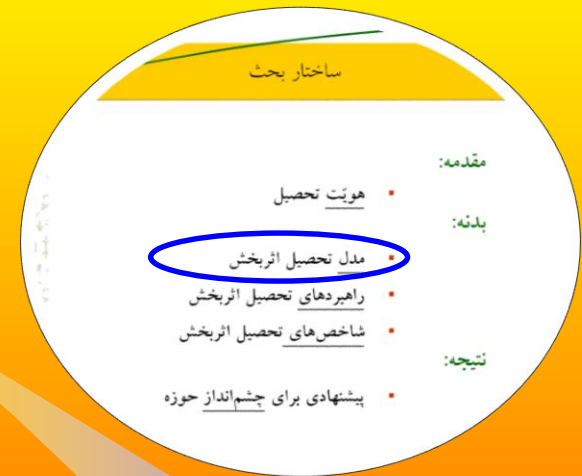 ساختار بحث
مقدمه:
▪ هویّت تحصیل
بدنه:
▪ مدل تحصیل اثربخش
▪ راهبردهای تحصیل اثربخش
▪ شاخص‌های تحصیل اثربخش
نتیجه:
▪ پیشنهادی برای چشم‌انداز حوزه